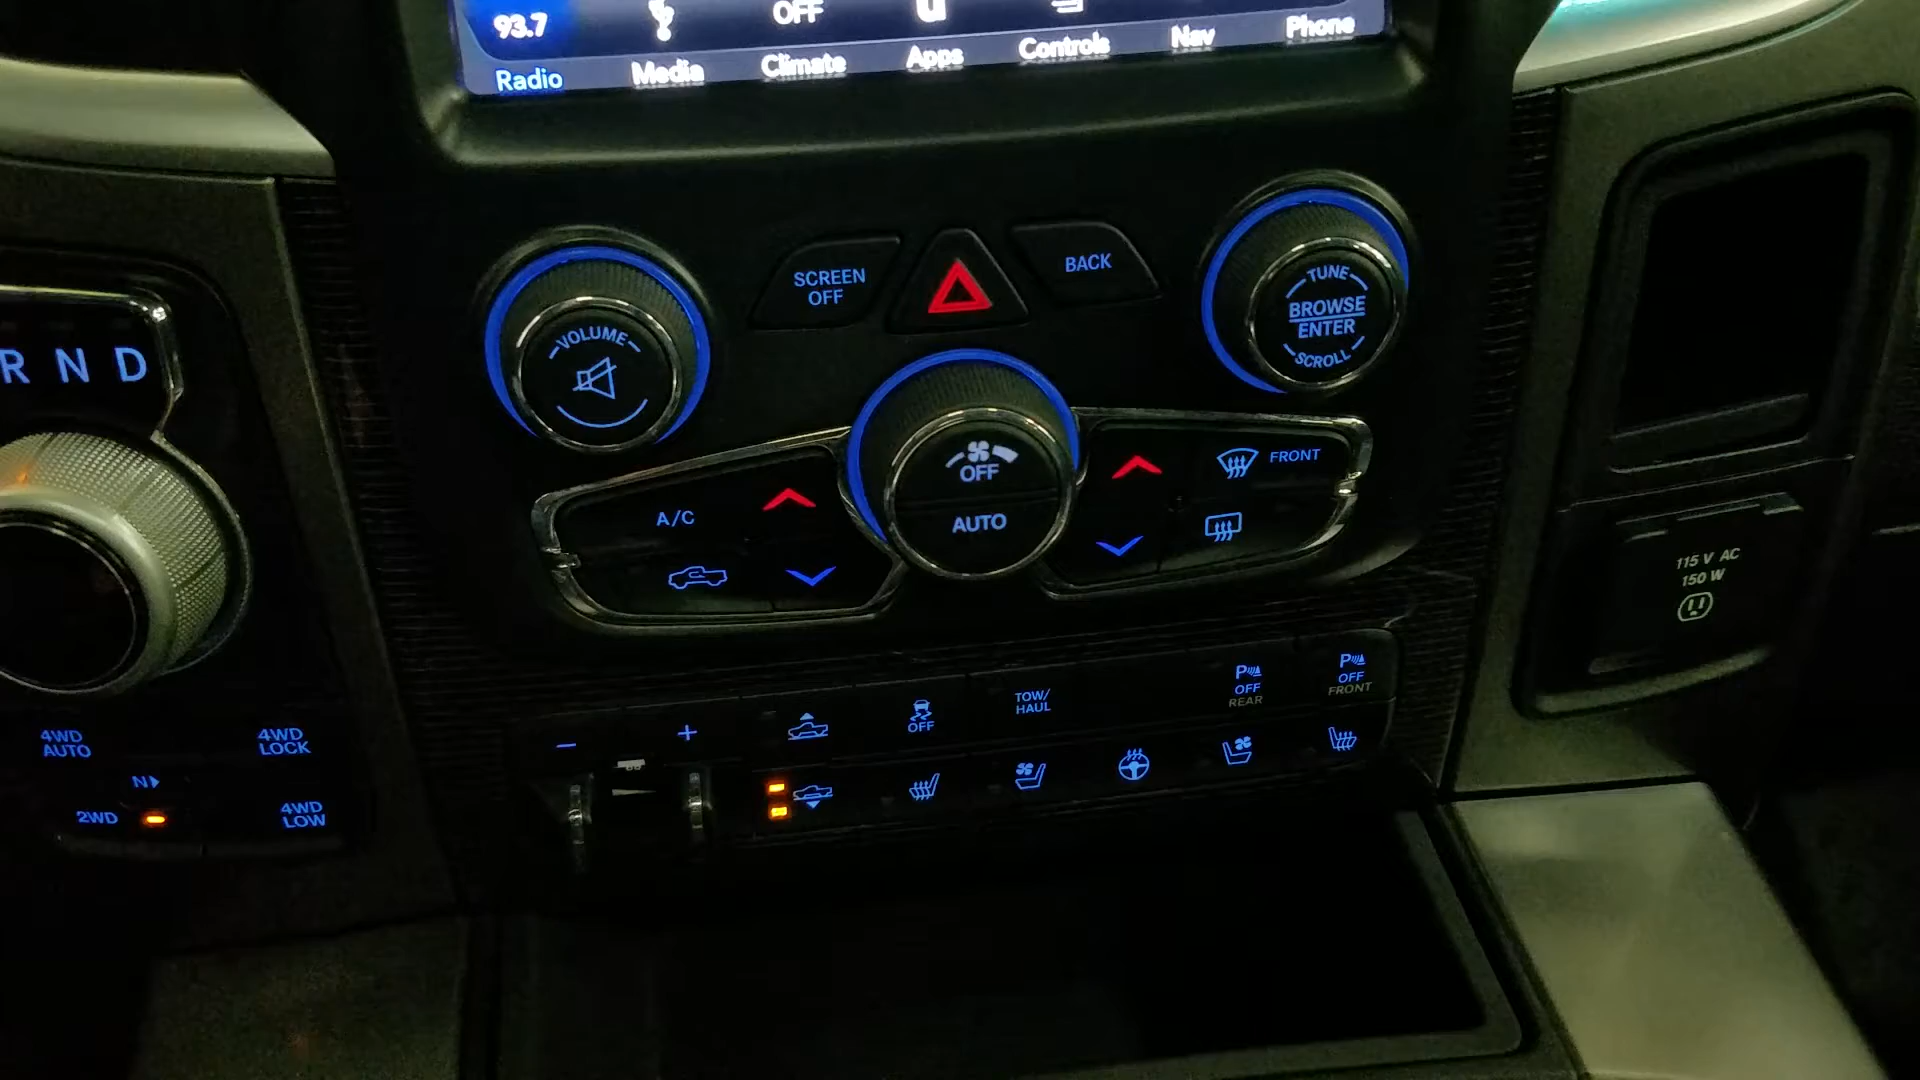 93.7
OFF
Radio
Media
Climate
Apps
Controls
Nav
Phone
SCREEN
OFF
BACK
TUNE
BROWSE
ENTER
SCROLL
VOLUME
R N D
OFF
AUTO
A/C
FRONT
115 V AC
150 W
4WD
AUTO
4WD
LOCK
N
2WD
4WD
LOW
−
+
OFF
TOW/
HAUL
P
OFF
REAR
P
OFF
FRONT